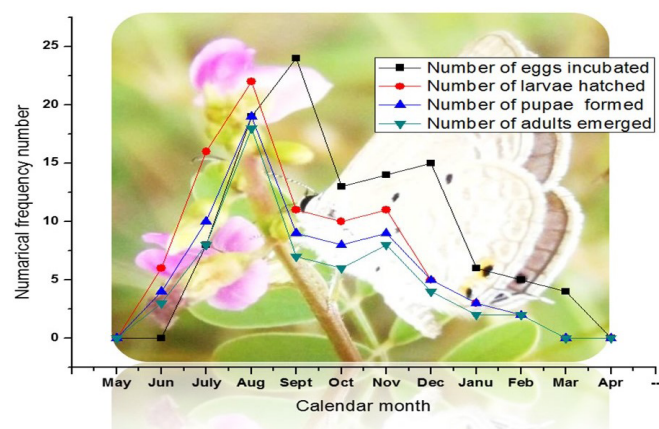 25
20
15
10
5
0
Numarical frequency number
Number of eggs incubated
Number of larvae hatched
Number of pupae formed
Number of adults emerged
May Jun July Aug Sept Oct Nov Dec Janu Feb Mar Apr --
Calendar month